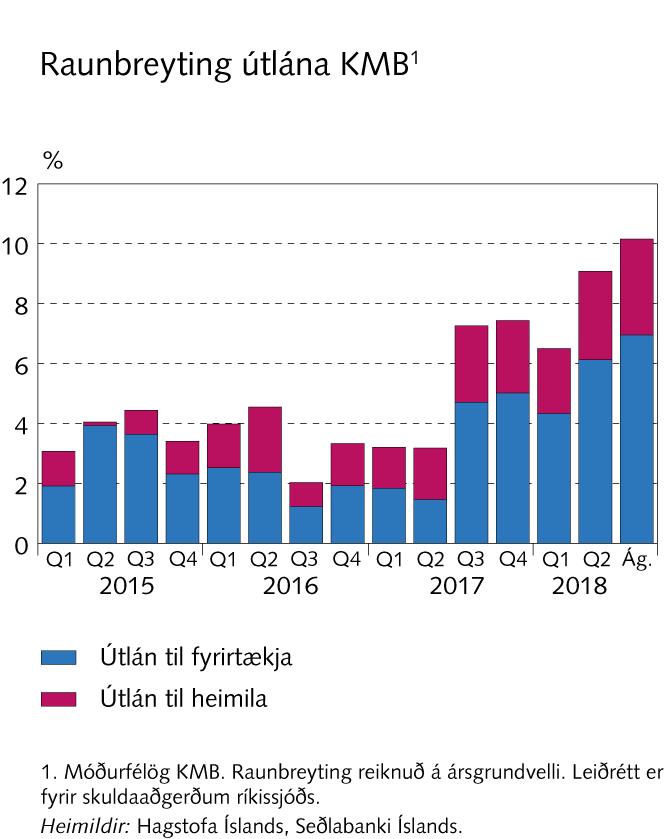 Raunbreyting útlána KMB¹
%
12
10
8
6
4
2
0
Q1 Q2 Q3 Q4 Q1 Q2 Q3 Q4 Q1 Q2 Q3 Q4 Q1 Q2 Ág.
2015 2016 2017 2018
Útlán til fyrirtækja
Útlán til heimila
1. Móðurfélög KMB. Raunbreyting reiknuð á ársgrundvelli. Leiðrétt er
fyrir skuldaaðgerðum ríkissjóðs.
Heimildir: Hagstofa Íslands, Seðlabanki Íslands.